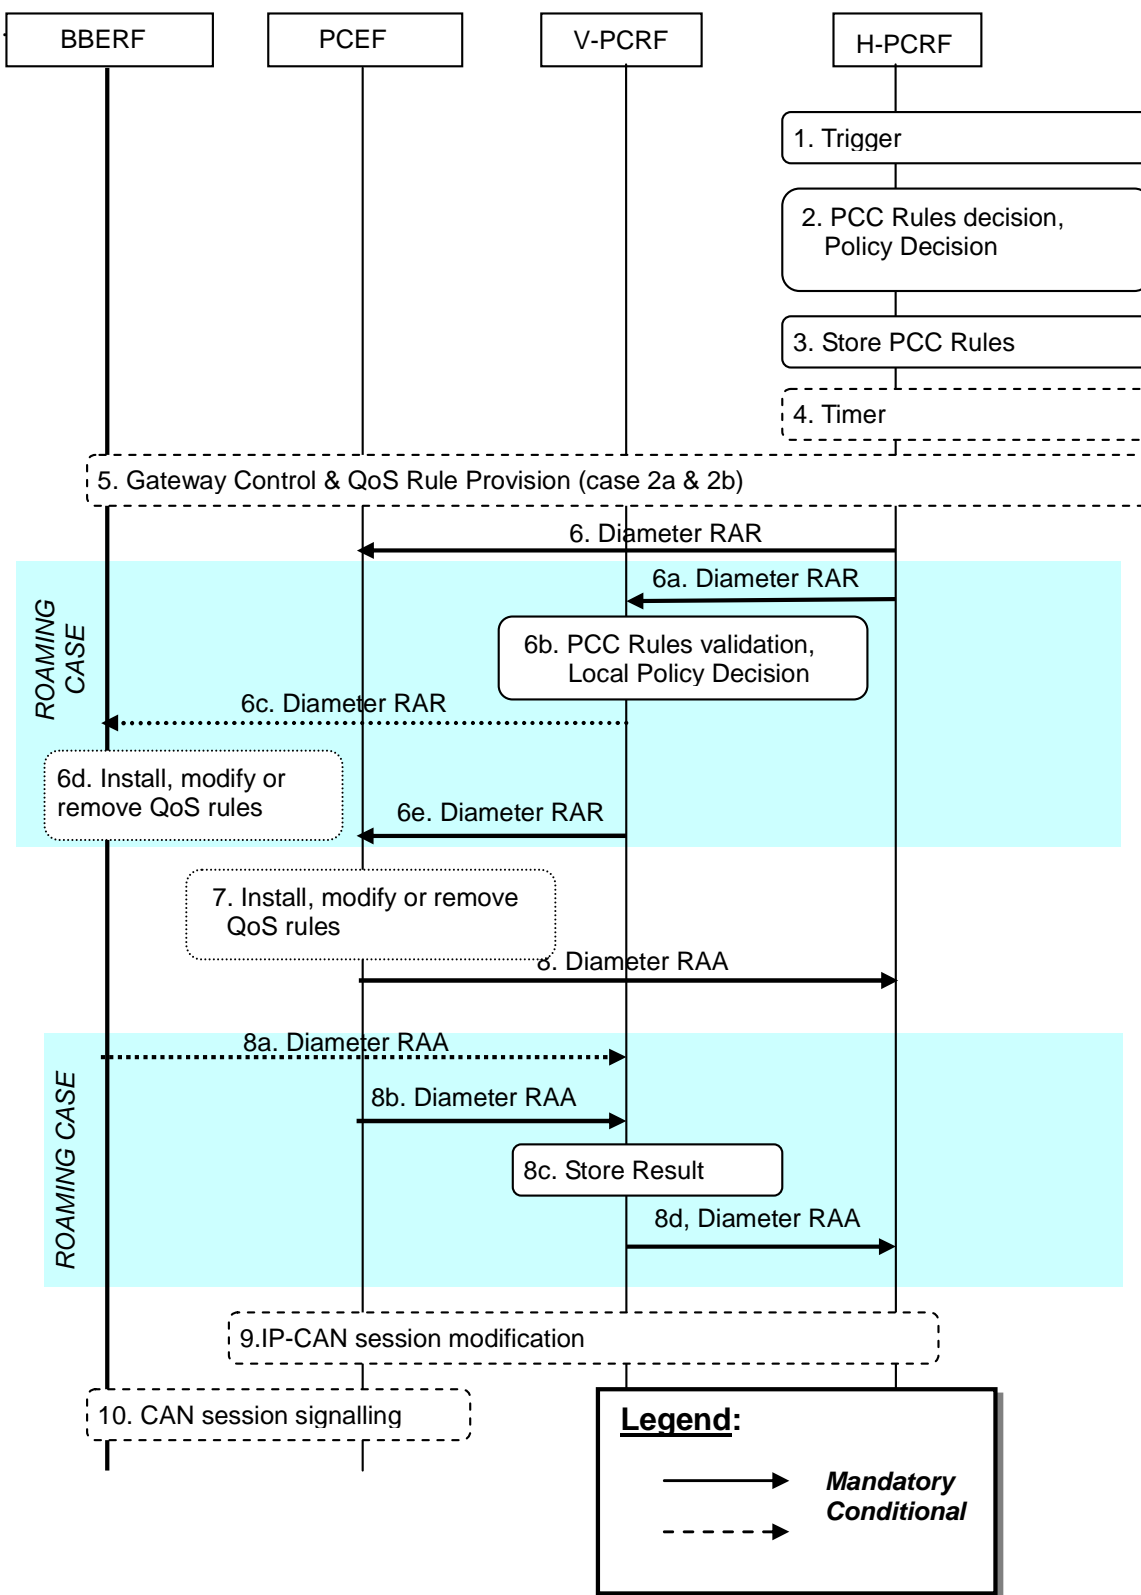 BBERF
PCEF
V-PCRF
H-PCRF
1. Trigger
2. PCC Rules decision,
Policy Decision
3. Store PCC Rules
4. Timer
5. Gateway Control & QoS Rule Provision (case 2a & 2b)
6. Diameter RAR
ROAMING
CASE
6a. Diameter RAR
6b. PCC Rules validation,
Local Policy Decision
6c. Diameter RAR
6d. Install, modify or
remove QoS rules
6e. Diameter RAR
7. Install, modify or remove
QoS rules
8. Diameter RAA
ROAMING CASE
8a. Diameter RAA
8b. Diameter RAA
8c. Store Result
8d, Diameter RAA
9.IP-CAN session modification
10. CAN session signalling
Legend:
Mandatory
Conditional